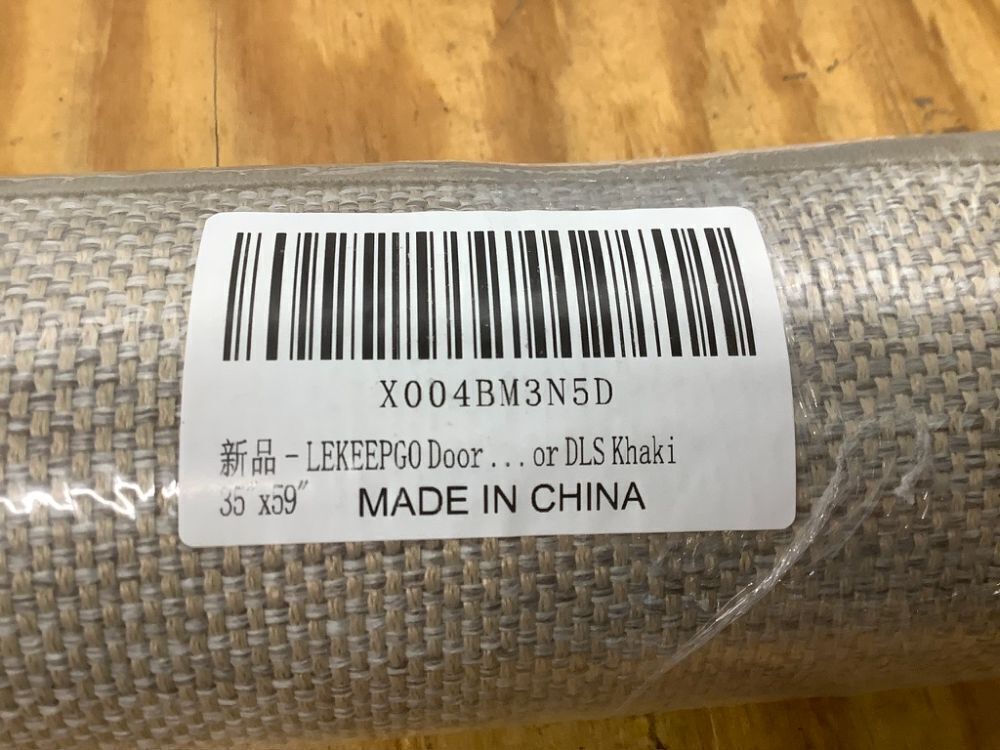 X004BM3N5D
新品 - LEKEEPGO Door ... or DLS Khaki
35"x59" MADE IN CHINA